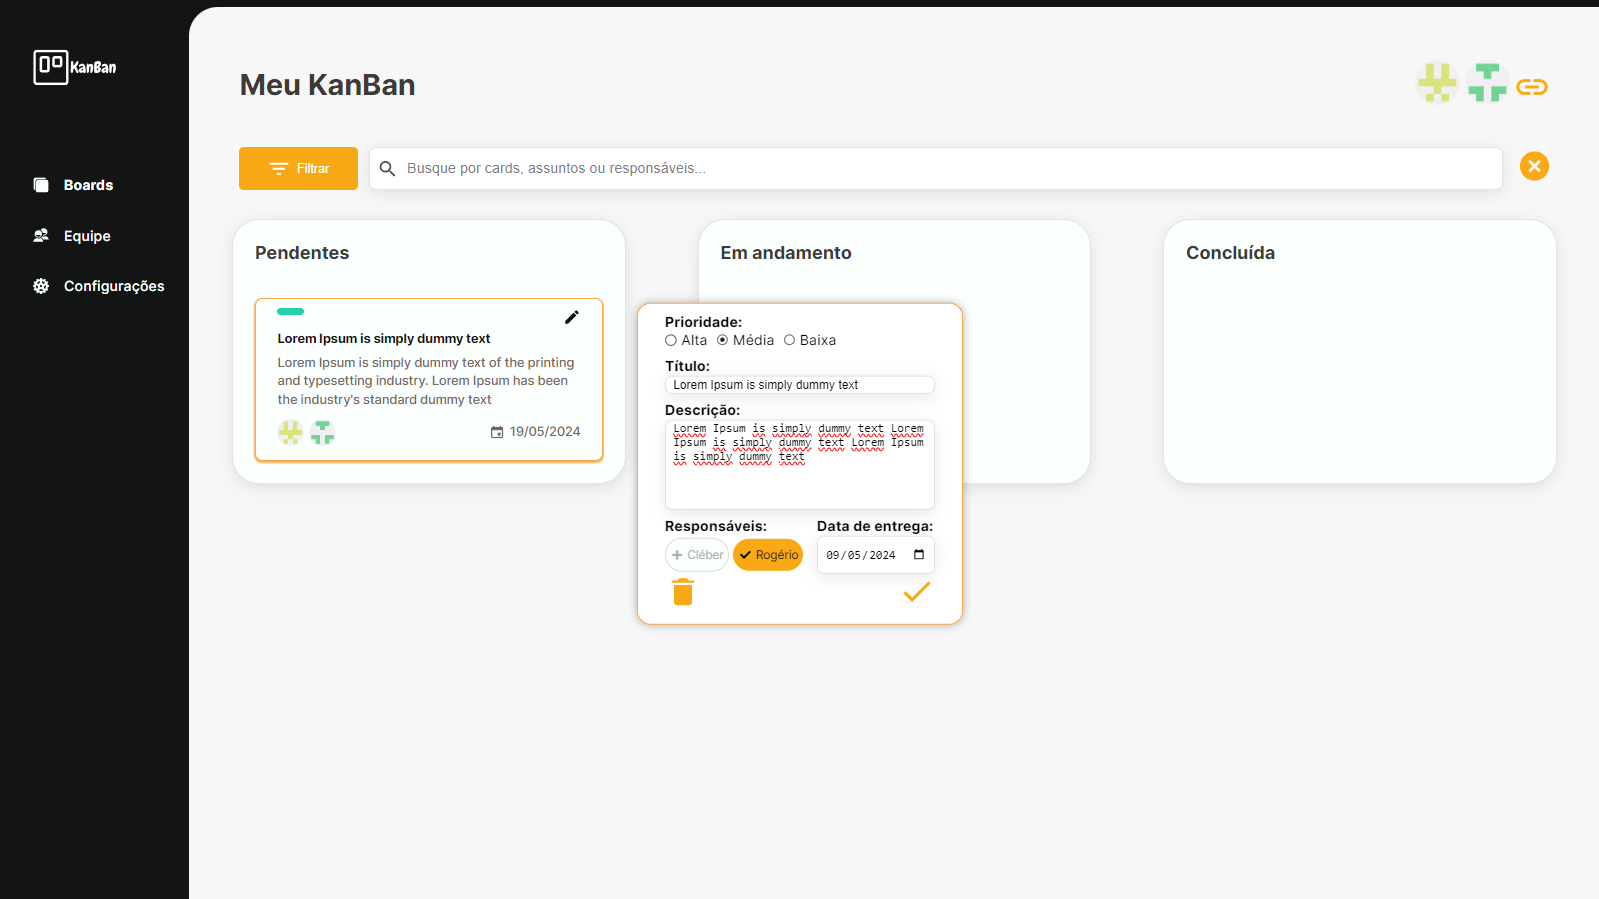 KanBan
Boards
Equipe
Configurações
Meu KanBan
Filtrar
Busque por cards, assuntos ou responsáveis...
Pendentes
Lorem Ipsum is simply dummy text
Lorem Ipsum is simply dummy text of the printing
and typesetting industry. Lorem Ipsum has been
the industry's standard dummy text
19/05/2024
Em andamento
Concluída
Prioridade:
Alta Média Baixa
Título:
Lorem Ipsum is simply dummy text
Descrição:
Lorem Ipsum is simply dummy text Lorem
Ipsum is simply dummy text Lorem Ipsum
is simply dummy text
Responsáveis: Data de entrega:
Cléber Rogério 09/05/2024